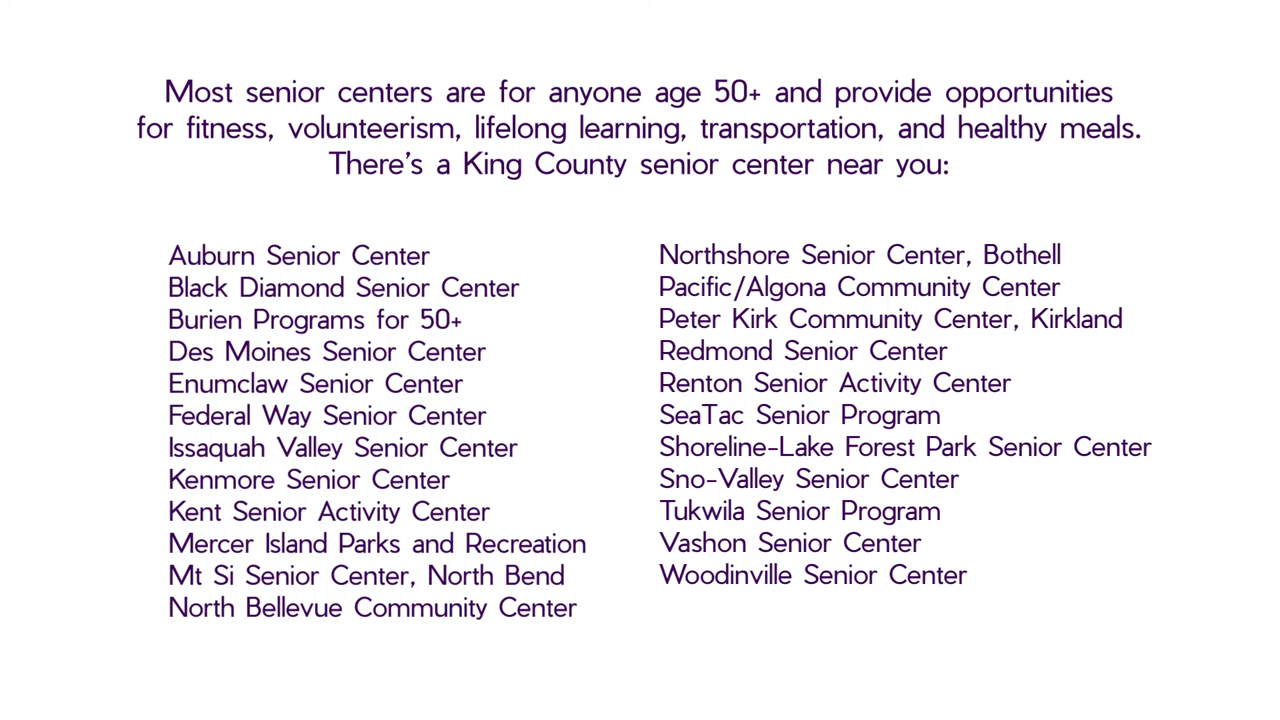 Most senior centers are for anyone age 50+ and provide opportunities
for fitness, volunteerism, lifelong learning, transportation, and healthy meals.
There's a King County senior center near you:
Auburn Senior Center
Black Diamond Senior Center
Burien Programs for 50+
Des Moines Senior Center
Enumclaw Senior Center
Federal Way Senior Center
Issaquah Valley Senior Center
Kenmore Senior Center
Kent Senior Activity Center
Mercer Island Parks and Recreation
Mt Si Senior Center, North Bend
North Bellevue Community Center
Northshore Senior Center, Bothell
Pacific/Algona Community Center
Peter Kirk Community Center, Kirkland
Redmond Senior Center
Renton Senior Activity Center
SeaTac Senior Program
Shoreline-Lake Forest Park Senior Center
Sno-Valley Senior Center
Tukwila Senior Program
Vashon Senior Center
Woodinville Senior Center